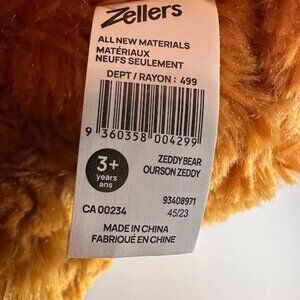 Zellers
ALL NEW MATERIALS
MATÉRIAUX
NEUFS SEULEMENT
DEPT / RAYON : 499
9 360358 004299
3+
years
ans
ZEDDY BEAR
OURSON ZEDDY
93408971
CA 00234
45/23
MADE IN CHINA
FABRIQUÉ EN CHINE